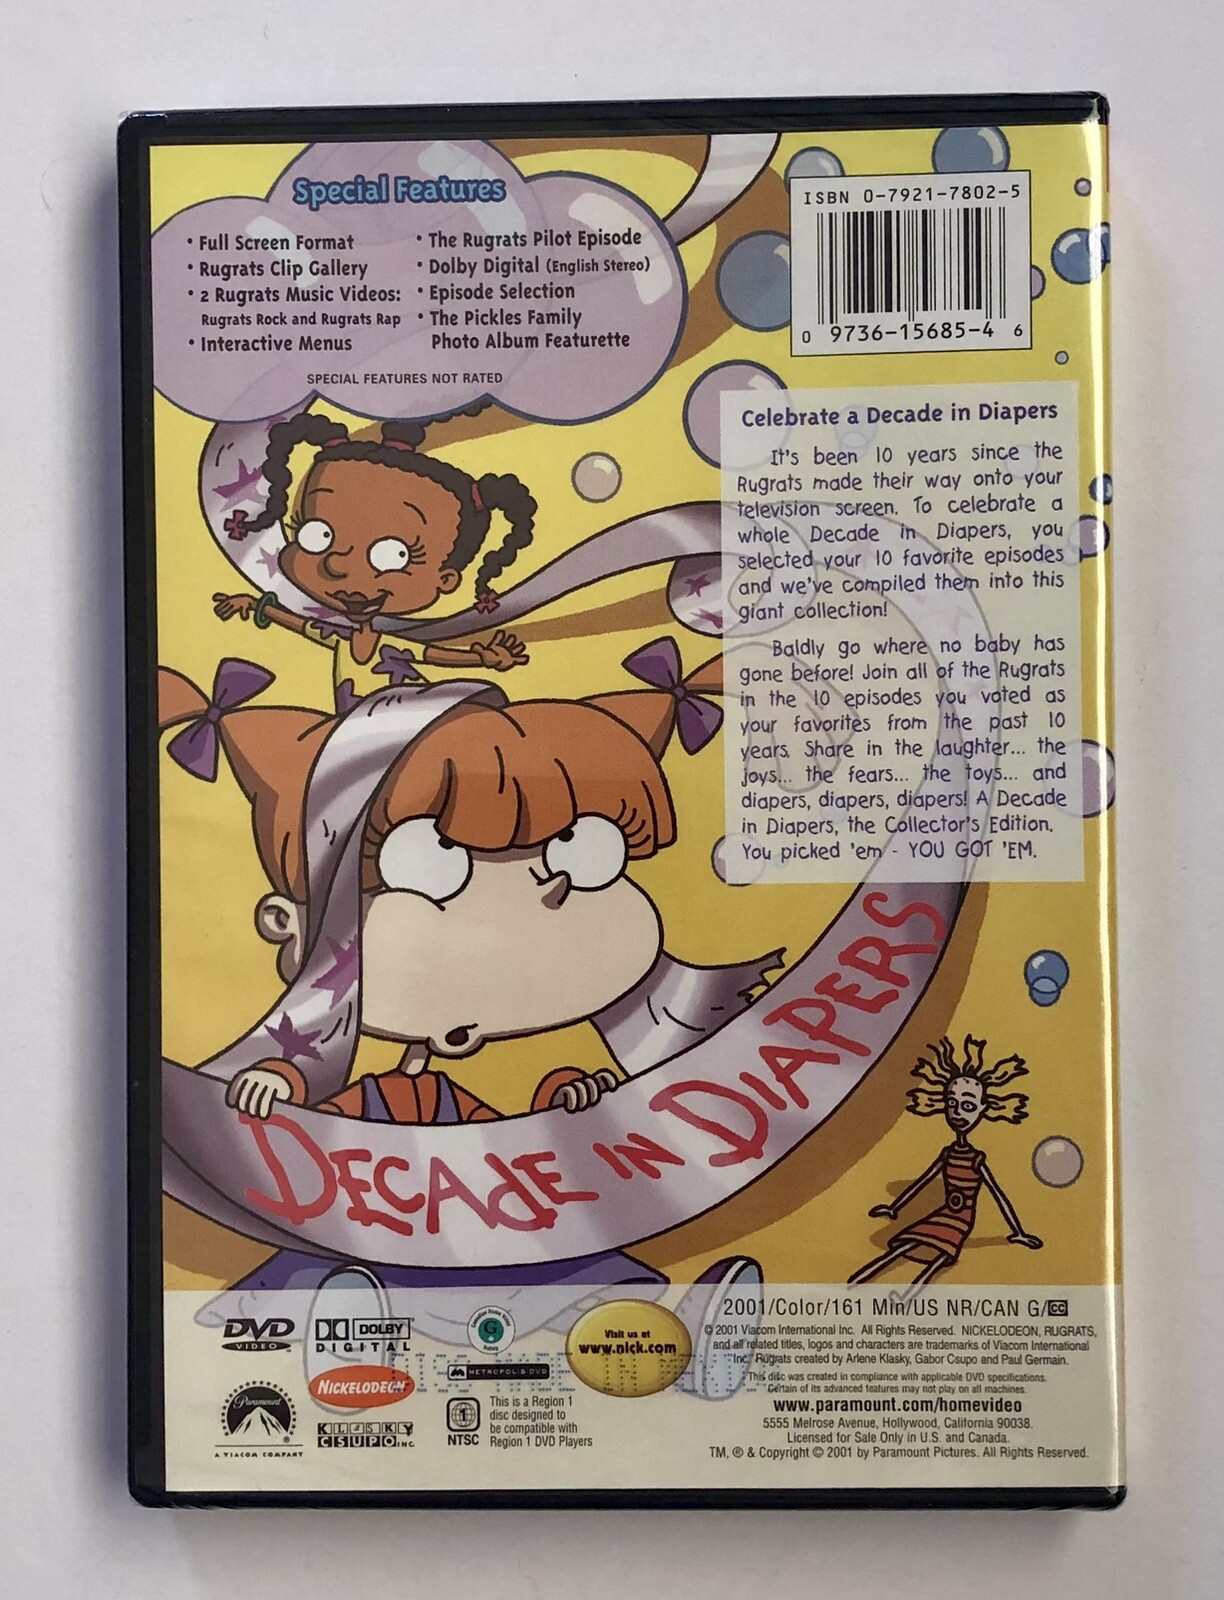 Special Features
• Full Screen Format
• Rugrats Clip Gallery
• 2 Rugrats Music Videos:
Rugrats Rock and Rugrats Rap
• Interactive Menus
• The Rugrats Pilot Episode
• Dolby Digital (English Stereo)
• Episode Selection
• The Pickles Family
Photo Album Featurette
SPECIAL FEATURES NOT RATED
ISBN 0-7921-7802-5
0 9736-15685-4 6
Celebrate a Decade in Diapers
It's been 10 years since the
Rugrats made their way onto your
television screen. To celebrate a
whole Decade in Diapers, you
selected your 10 favorite episodes
and we've compiled them into this
giant collection!
Baldly go where no baby has
gone before! Join all of the Rugrats
in the 10 episodes you voted as
your favorites from the past 10
years. Share in the laughter... the
joys... the fears... the toys... and
diapers, diapers, diapers! A Decade
in Diapers, the Collector's Edition.
You picked 'em - YOU GOT 'EM.
DECADE IN DIAPERS
DVD
VIDEO
DOLBY
DIGITAL
G
METROPOLIS DVD
Visit us at
www.nick.com
NICKELODEON
Paramount
®
A VIACOM COMPANY
KLASKY
CSUPO INC.
1
NTSC
This is a Region 1
disc designed to
be compatible with
Region 1 DVD Players
2001/Color/161 Min/US NR/CAN G/CC
© 2001 Viacom International Inc. All Rights Reserved. NICKELODEON, RUGRATS,
and all related titles, logos and characters are trademarks of Viacom International
Inc. Rugrats created by Arlene Klasky, Gabor Csupo and Paul Germain.
This disc was created in compliance with applicable DVD specifications.
Certain of its advanced features may not play on all machines.
www.paramount.com/homevideo
5555 Melrose Avenue, Hollywood, California 90038.
Licensed for Sale Only in U.S. and Canada.
TM, ® & Copyright © 2001 by Paramount Pictures. All Rights Reserved.